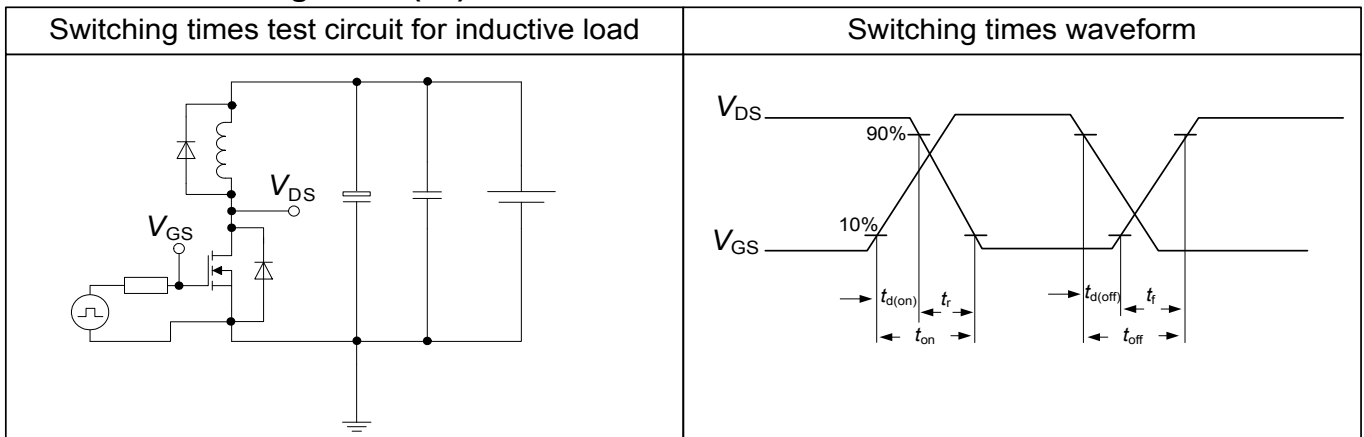 Switching times test circuit for inductive load
Switching times waveform
VDS
VGS
VDS
90%
10%
VGS
td(on) tr
ton
td(off) tf
toff